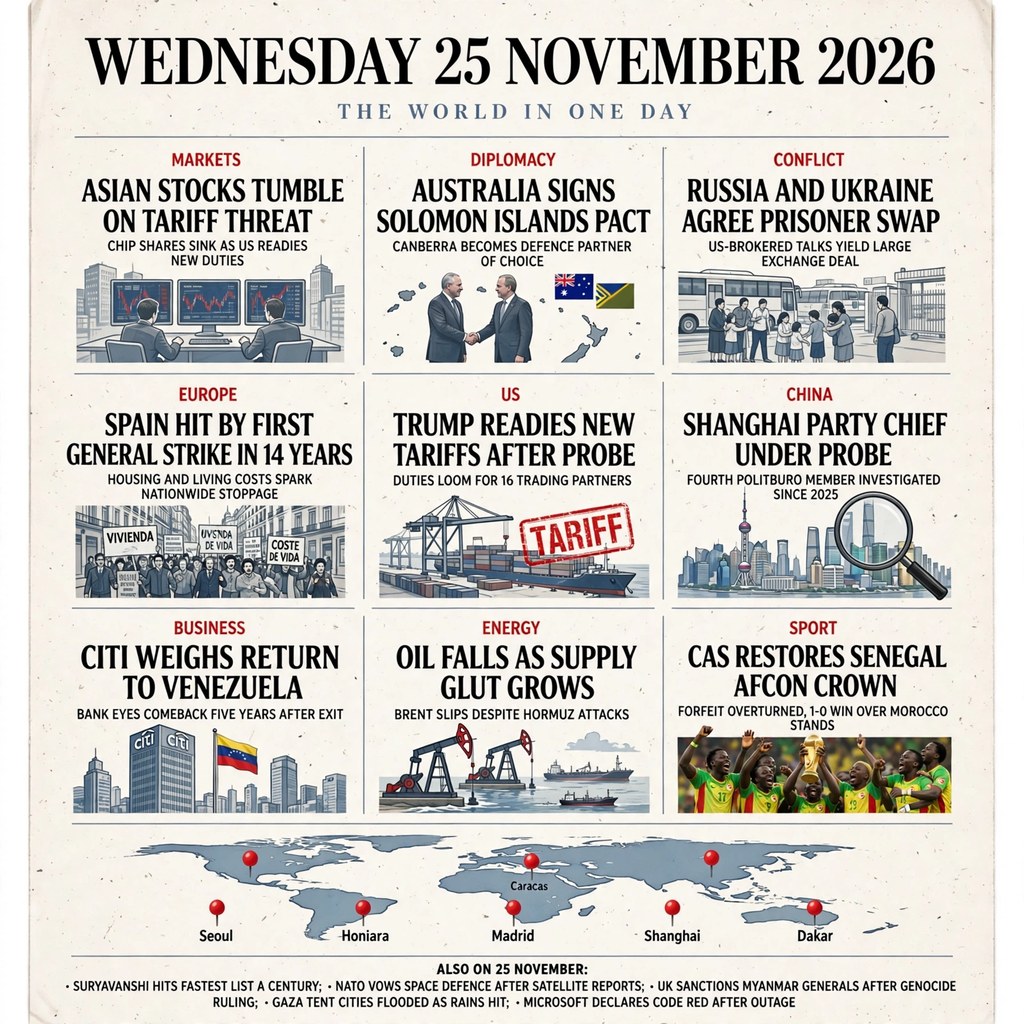 WEDNESDAY 25 NOVEMBER 2026
THE WORLD IN ONE DAY
MARKETS
ASIAN STOCKS TUMBLE
ON TARIFF THREAT
CHIP SHARES SINK AS US READIES
NEW DUTIES
DIPLOMACY
AUSTRALIA SIGNS
SOLOMON ISLANDS PACT
CANBERRA BECOMES DEFENCE PARTNER
OF CHOICE
CONFLICT
RUSSIA AND UKRAINE
AGREE PRISONER SWAP
US-BROKERED TALKS YIELD LARGE
EXCHANGE DEAL
EUROPE
SPAIN HIT BY FIRST
GENERAL STRIKE IN 14 YEARS
HOUSING AND LIVING COSTS SPARK
NATIONWIDE STOPPAGE
VIVIENDA
DE VIDA
COSTE
DE VIDA
US
TRUMP READIES NEW
TARIFFS AFTER PROBE
DUTIES LOOM FOR 16 TRADING PARTNERS
TARIFF
CHINA
SHANGHAI PARTY CHIEF
UNDER PROBE
FOURTH POLITBURO MEMBER INVESTIGATED
SINCE 2025
BUSINESS
CITI WEIGHS RETURN
TO VENEZUELA
BANK EYES COMEBACK FIVE YEARS AFTER EXIT
citi citi
ENERGY
OIL FALLS AS SUPPLY
GLUT GROWS
BRENT SLIPS DESPITE HORMUZ ATTACKS
SPORT
CAS RESTORES SENEGAL
AFCON CROWN
FORFEIT OVERTURNED, 1-0 WIN OVER MOROCCO
STANDS
17 9 19
Caracas
Seoul Honiara Madrid Shanghai Dakar
ALSO ON 25 NOVEMBER:
· SURYAVANSHI HITS FASTEST LIST A CENTURY; · NATO VOWS SPACE DEFENCE AFTER SATELLITE REPORTS; · UK SANCTIONS MYANMAR GENERALS AFTER GENOCIDE
RULING; · GAZA TENT CITIES FLOODED AS RAINS HIT; · MICROSOFT DECLARES CODE RED AFTER OUTAGE